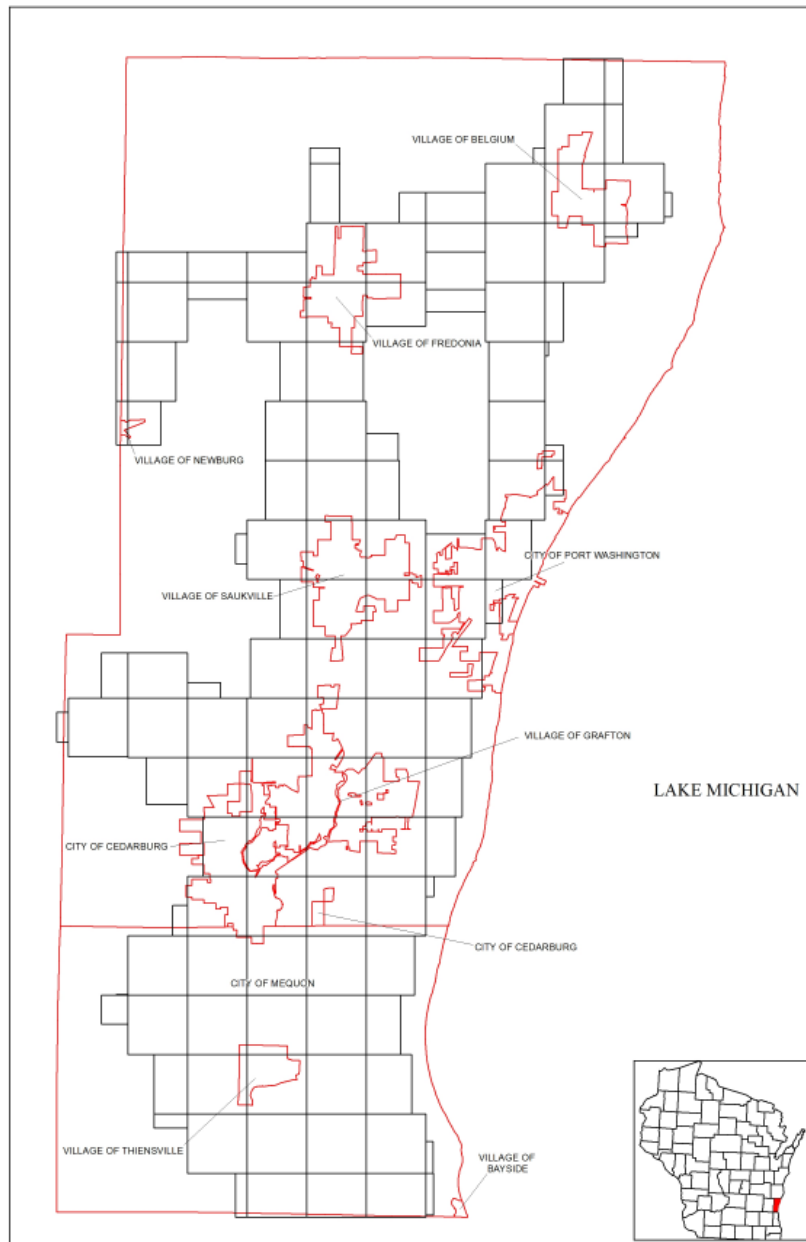 VILLAGE OF BELGIUM
VILLAGE OF FREDONIA
VILLAGE OF NEWBURG
CITY OF PORT WASHINGTON
VILLAGE OF SAUKVILLE
VILLAGE OF GRAFTON
LAKE MICHIGAN
CITY OF CEDARBURG
CITY OF CEDARBURG
CITY OF MEQUON
VILLAGE OF THIENSVILLE
VILLAGE OF
BAYSIDE